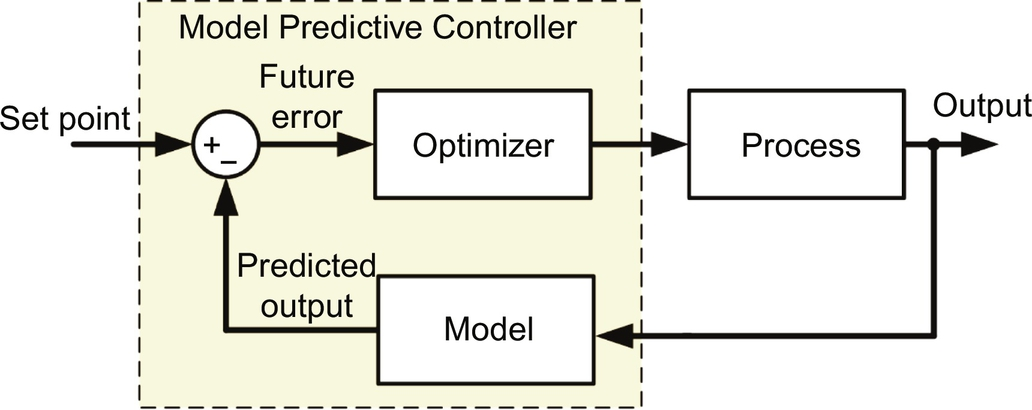 Model Predictive Controller
Set point
+
−
Future
error
Optimizer
Process
Output
Predicted
output
Model